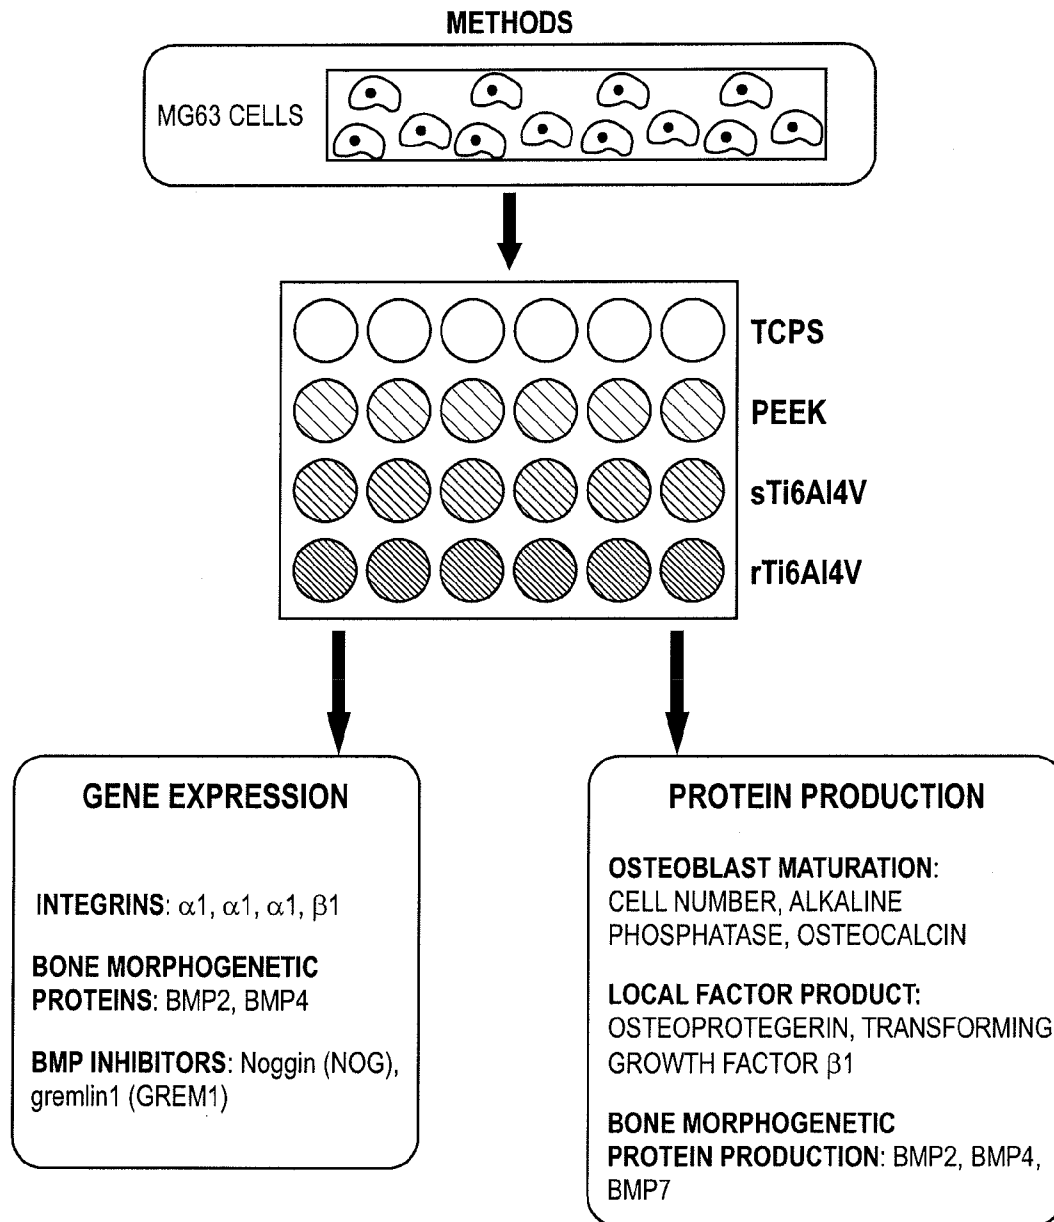 METHODS
MG63 CELLS
TCPS
PEEK
sTi6Al4V
rTi6Al4V
GENE EXPRESSION
INTEGRINS: α1, α1, α1, β1
BONE MORPHOGENETIC
PROTEINS: BMP2, BMP4
BMP INHIBITORS: Noggin (NOG),
gremlin1 (GREM1)
PROTEIN PRODUCTION
OSTEOBLAST MATURATION:
CELL NUMBER, ALKALINE
PHOSPHATASE, OSTEOCALCIN
LOCAL FACTOR PRODUCT:
OSTEOPROTEGERIN, TRANSFORMING
GROWTH FACTOR β1
BONE MORPHOGENETIC
PROTEIN PRODUCTION: BMP2, BMP4,
BMP7